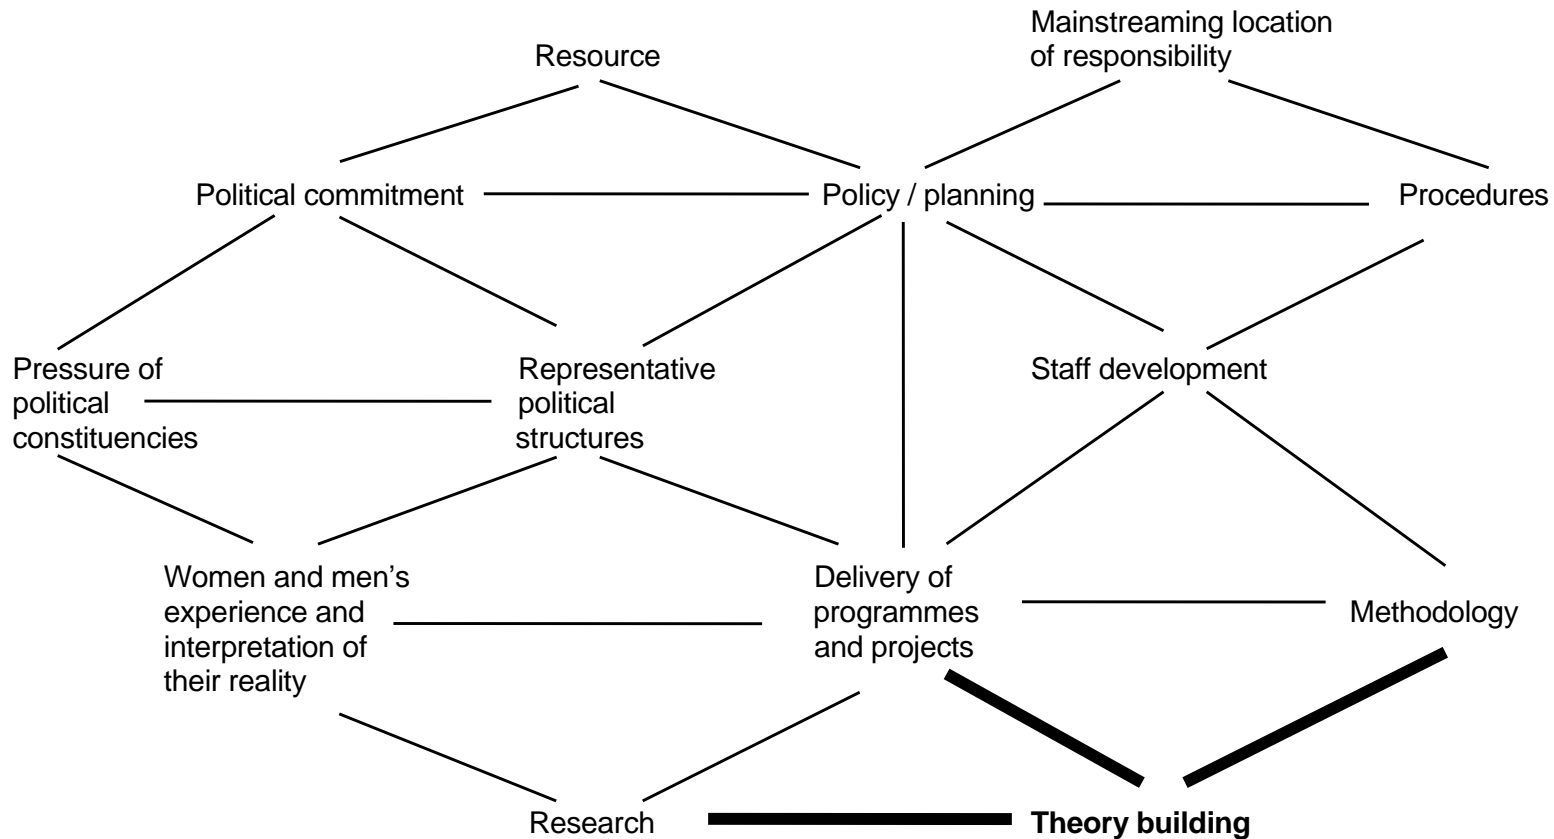 Mainstreaming location
of responsibility
Resource
Political commitment
Policy / planning
Procedures
Pressure of
political
constituencies
Representative
political
structures
Staff development
Women and men’s
experience and
interpretation of
their reality
Delivery of
programmes
and projects
Methodology
Research
Theory building